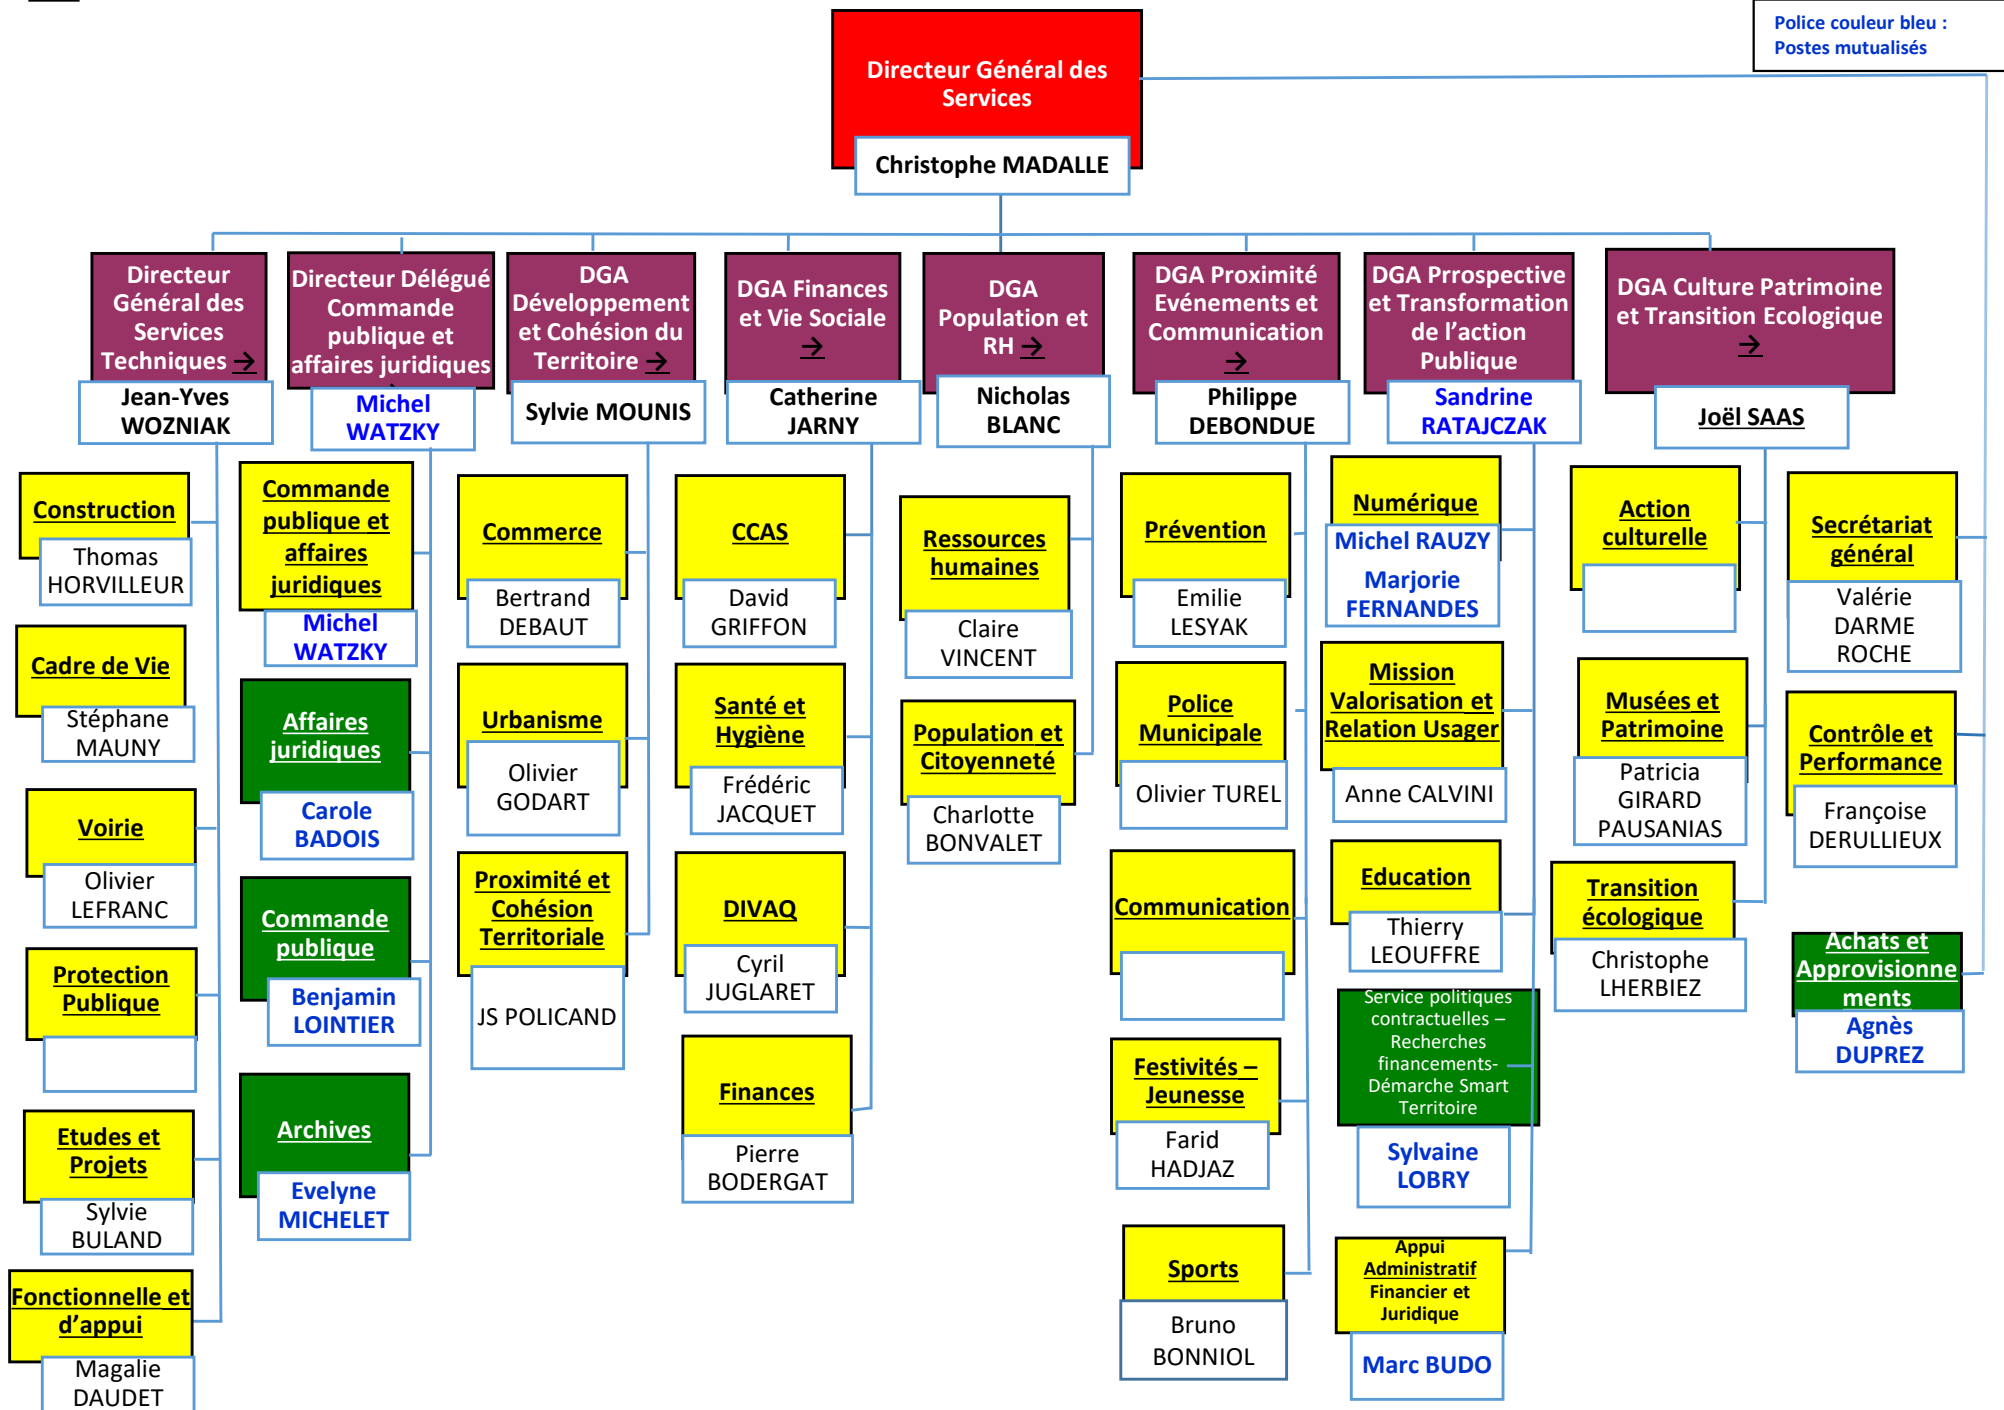 Police couleur bleu :
Postes mutualisés
Directeur Général des
Services
Christophe MADALLE
Directeur
Général des
Services
Techniques →
Jean-Yves
WOZNIAK
Directeur Délégué
Commande
publique et
affaires juridiques
Michel
WATZKY
DGA
Développement
et Cohésion du
Territoire →
Sylvie MOUNIS
DGA Finances
et Vie Sociale
→
Catherine
JARNY
DGA
Population et
RH →
Nicholas
BLANC
DGA Proximité
Evénements et
Communication
→
Philippe
DEBONDUE
DGA Prrospective
et Transformation
de l’action
Publique
Sandrine
RATAJCZAK
DGA Culture Patrimoine
et Transition Ecologique
→
Joël SAAS
Construction
Thomas
HORVILLEUR
Cadre de Vie
Stéphane
MAUNY
Voirie
Olivier
LEFRANC
Protection
Publique
Etudes et
Projets
Sylvie
BULAND
Fonctionnelle et
d’appui
Magalie
DAUDET
Commande
publique et
affaires
juridiques
Michel
WATZKY
Affaires
juridiques
Carole
BADOIS
Commande
publique
Benjamin
LOINTIER
Archives
Evelyne
MICHELET
Commerce
Bertrand
DEBAUT
Urbanisme
Olivier
GODART
Proximité et
Cohésion
Territoriale
JS POLICAND
CCAS
David
GRIFFON
Santé et
Hygiène
Frédéric
JACQUET
DIVAQ
Cyril
JUGLARET
Finances
Pierre
BODERGAT
Ressources
humaines
Claire
VINCENT
Population et
Citoyenneté
Charlotte
BONVALET
Prévention
Emilie
LESYAK
Police
Municipale
Olivier TUREL
Communication
Festivités –
Jeunesse
Farid
HADJAZ
Sports
Bruno
BONNIOL
Numérique
Michel RAUZY
Marjorie
FERNANDES
Mission
Valorisation et
Relation Usager
Anne CALVINI
Education
Thierry
LEOUFFRE
Service politiques
contractuelles –
Recherches
financements-
Démarche Smart
Territoire
Sylvaine
LOBRY
Appui
Administratif
Financier et
Juridique
Marc BUDO
Action
culturelle
Musées et
Patrimoine
Patricia
GIRARD
PAUSANIAS
Transition
écologique
Christophe
LHERBIEZ
Secrétariat
général
Valérie
DARME
ROCHE
Contrôle et
Performance
Françoise
DERULLIEUX
Achats et
Approvisionne
ments
Agnès
DUPREZ